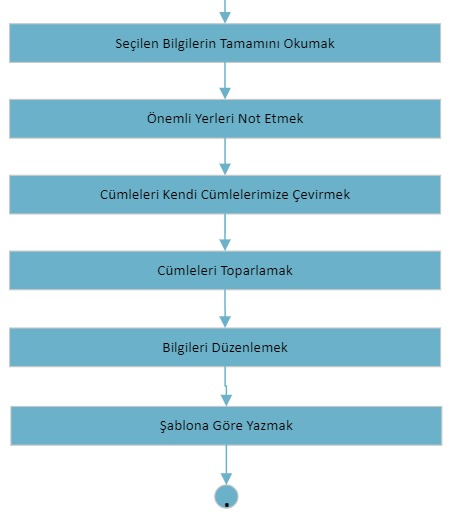 Seçilen Bilgilerin Tamamını Okumak
Önemli Yerleri Not Etmek
Cümleleri Kendi Cümlelerimize Çevirmek
Cümleleri Toparlamak
Bilgileri Düzenlemek
Şablona Göre Yazmak
.